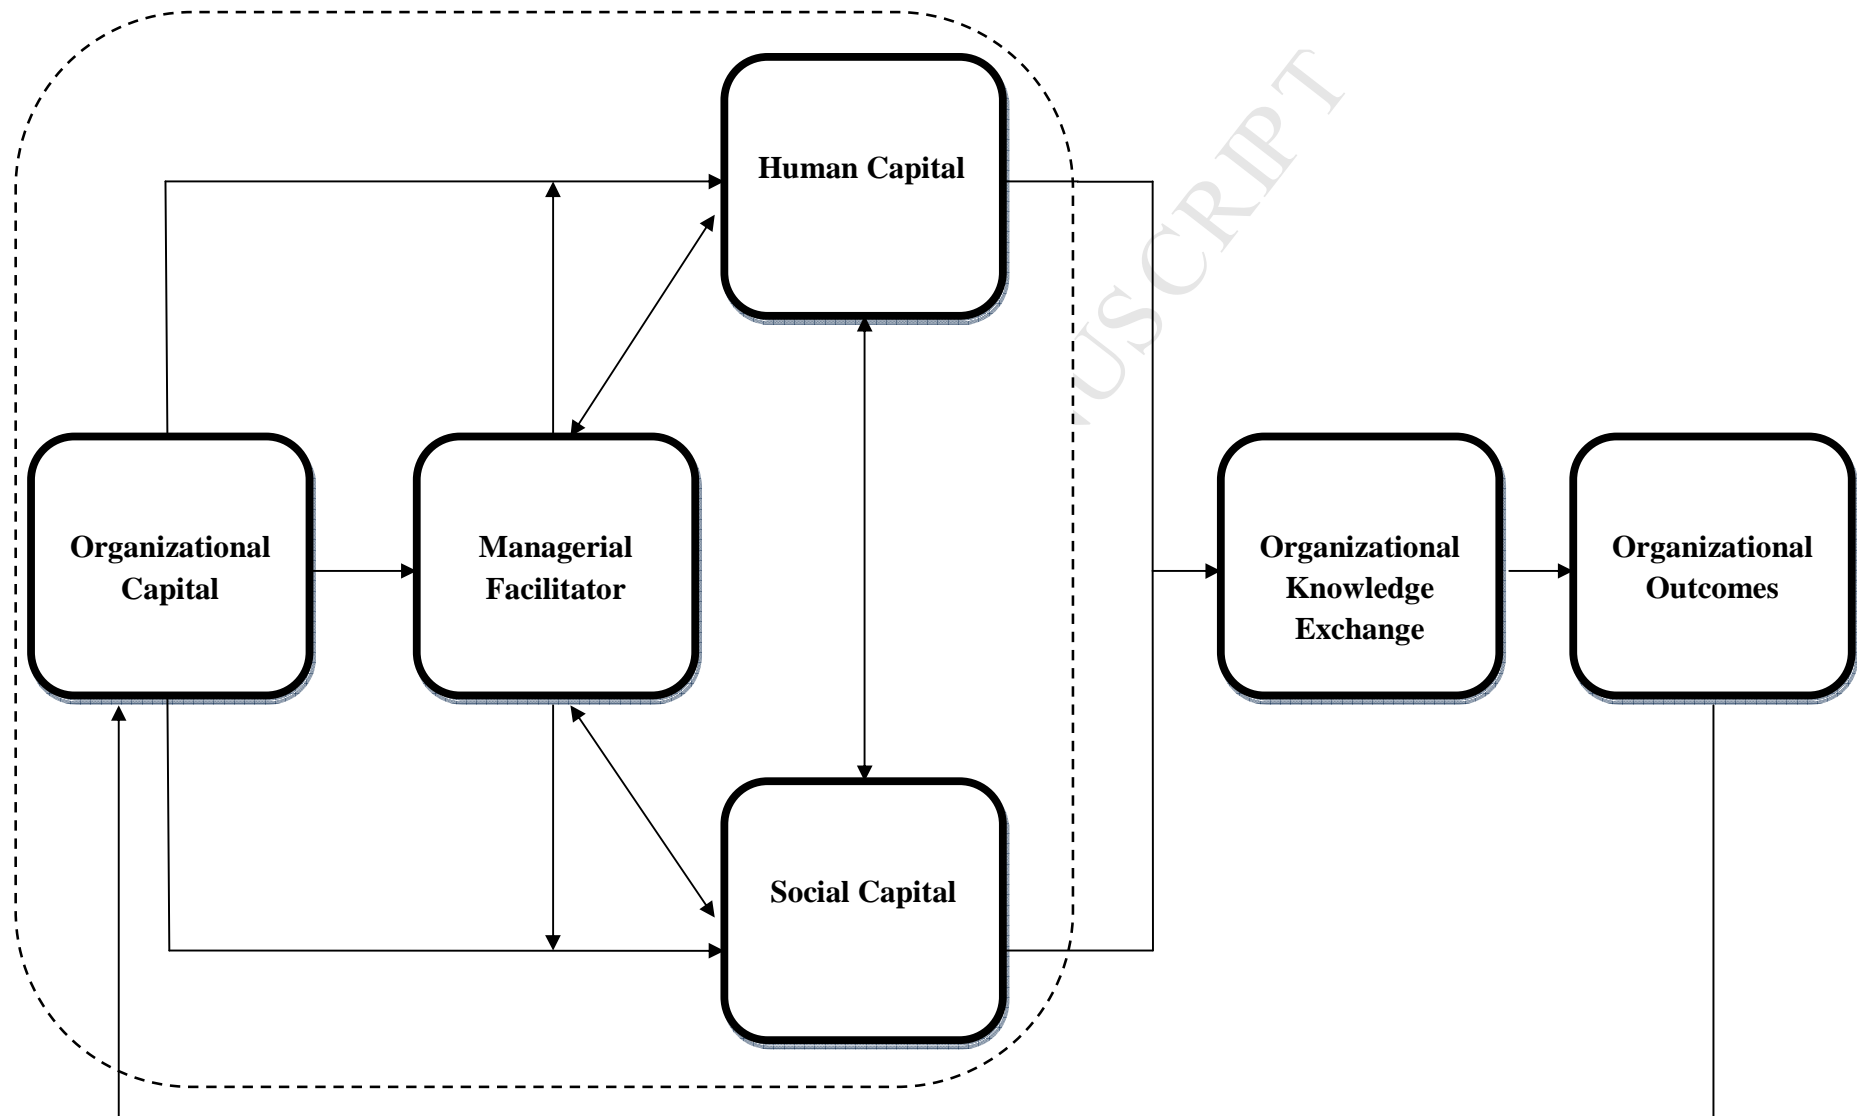 Human Capital
Organizational
Capital
Managerial
Facilitator
Organizational
Knowledge
Exchange
Organizational
Outcomes
Social Capital